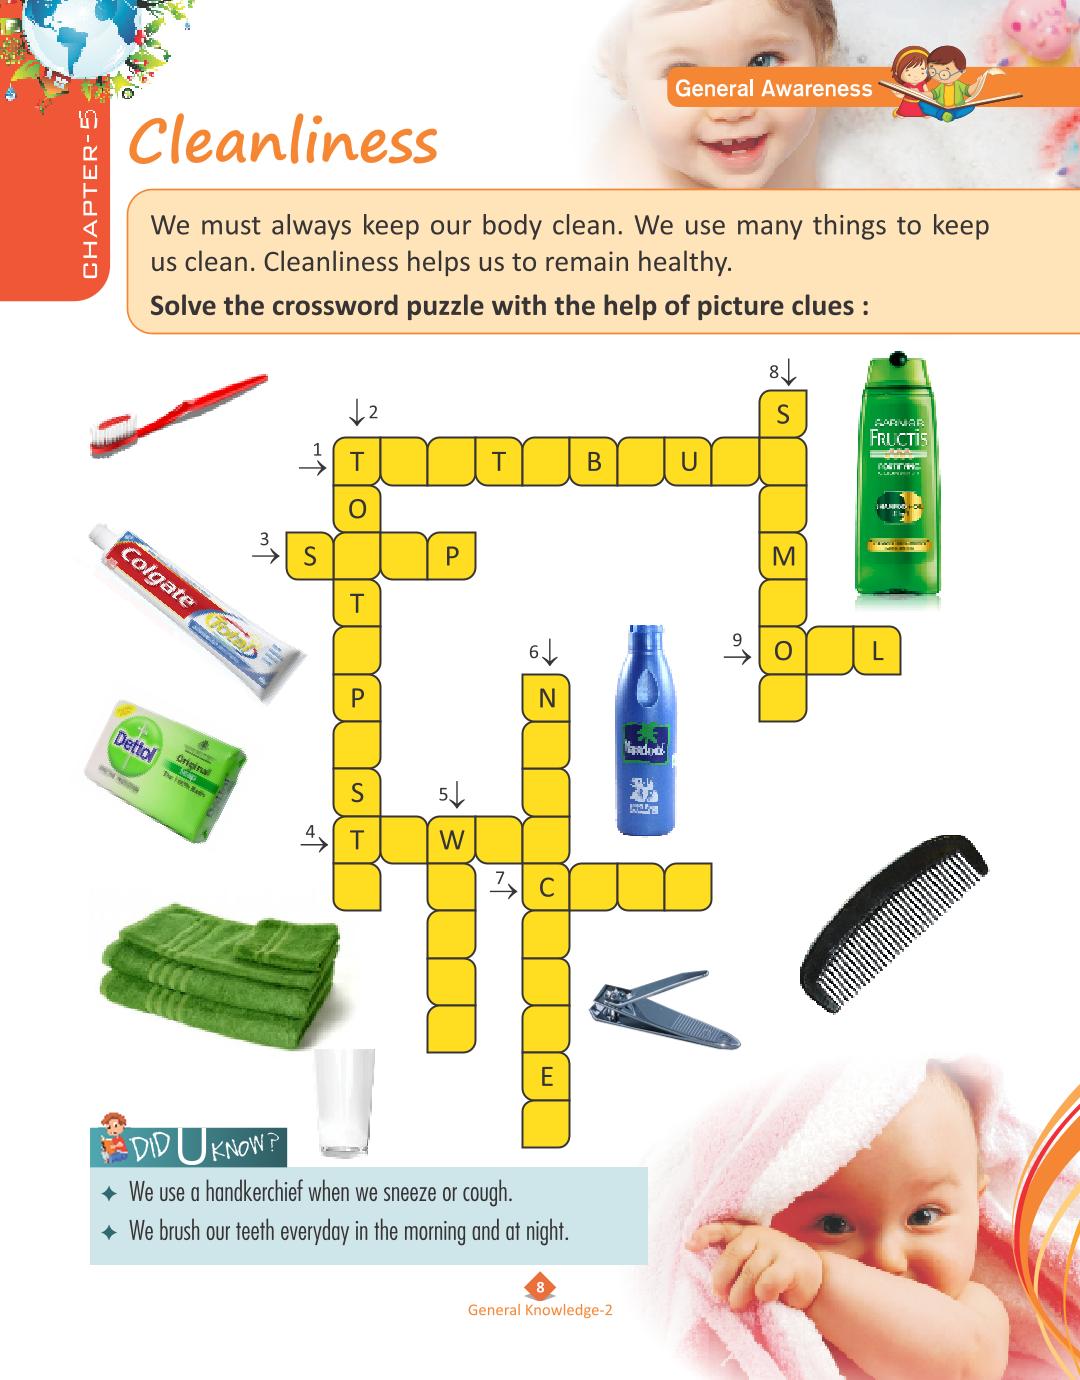 CHAPTER-5
General Awareness
Cleanliness
We must always keep our body clean. We use many things to keep
us clean. Cleanliness helps us to remain healthy.
Solve the crossword puzzle with the help of picture clues :
8
2
S
GARNIER
FRUCTIS
FORTIFYING
1
T T B U
O
3
S P
M
T
Colgate
Total
9
O L
6
P
N
Dettol
Original
Soap
S
5
4
T W
7
C
E
DID U KNOW?
We use a handkerchief when we sneeze or cough.
We brush our teeth everyday in the morning and at night.
8
General Knowledge-2